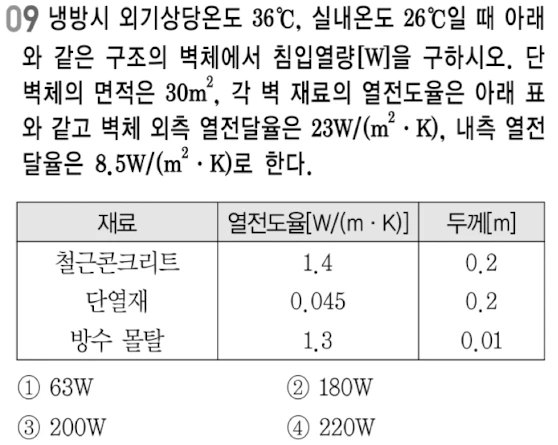 09 냉방시 외기상당온도 36℃, 실내온도 26℃일 때 아래
와 같은 구조의 벽체에서 침입열량[W]을 구하시오. 단
벽체의 면적은 30m², 각 벽 재료의 열전도율은 아래 표
와 같고 벽체 외측 열전달율은 23W/(m²·K), 내측 열전
달율은 8.5W/(m²·K)로 한다.
재료 열전도율[W/(m·K)] 두께[m]
철근콘크리트 1.4 0.2
단열재 0.045 0.2
방수 몰탈 1.3 0.01
① 63W ② 180W
③ 200W ④ 220W